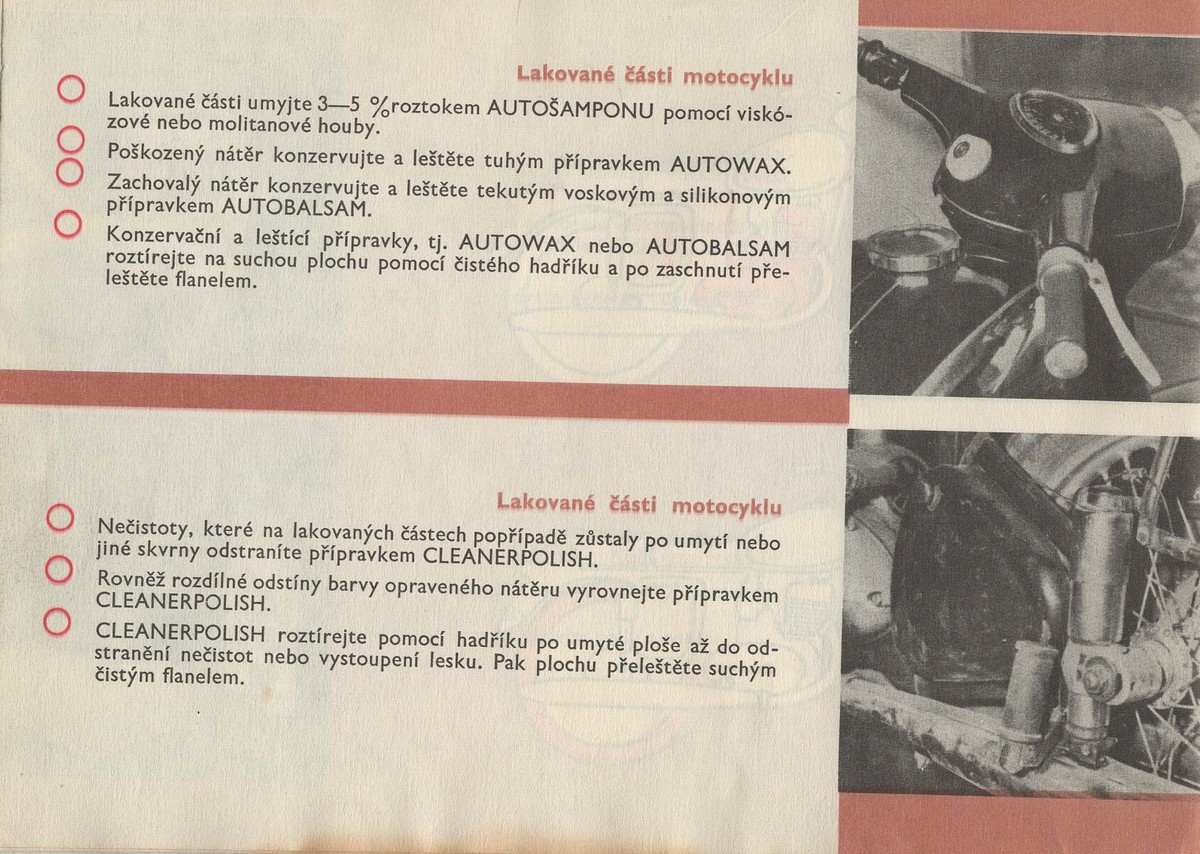 Lakované části motocyklu
Lakované části umyjte 3—5 %roztokem AUTOŠAMPONU pomocí viskó-
zové nebo molitanové houby.
Poškozený nátěr konzervujte a leštěte tuhým přípravkem AUTOWAX.
Zachovalý nátěr konzervujte a leštěte tekutým voskovým a silikonovým
přípravkem AUTOBALSAM.
Konzervační a leštící přípravky, tj. AUTOWAX nebo AUTOBALSAM
roztírejte na suchou plochu pomocí čistého hadříku a po zaschnutí pře-
leštěte flanelem.
Lakované části motocyklu
Nečistoty, které na lakovaných částech popřípadě zůstaly po umytí nebo
jiné skvrny odstraníte přípravkem CLEANERPOLISH.
Rovněž rozdílné odstíny barvy opraveného nátěru vyrovnejte přípravkem
CLEANERPOLISH.
CLEANERPOLISH roztírejte pomocí hadříku po umyté ploše až do od-
stranění nečistot nebo vystoupení lesku. Pak plochu přeleštěte suchým
čistým flanelem.